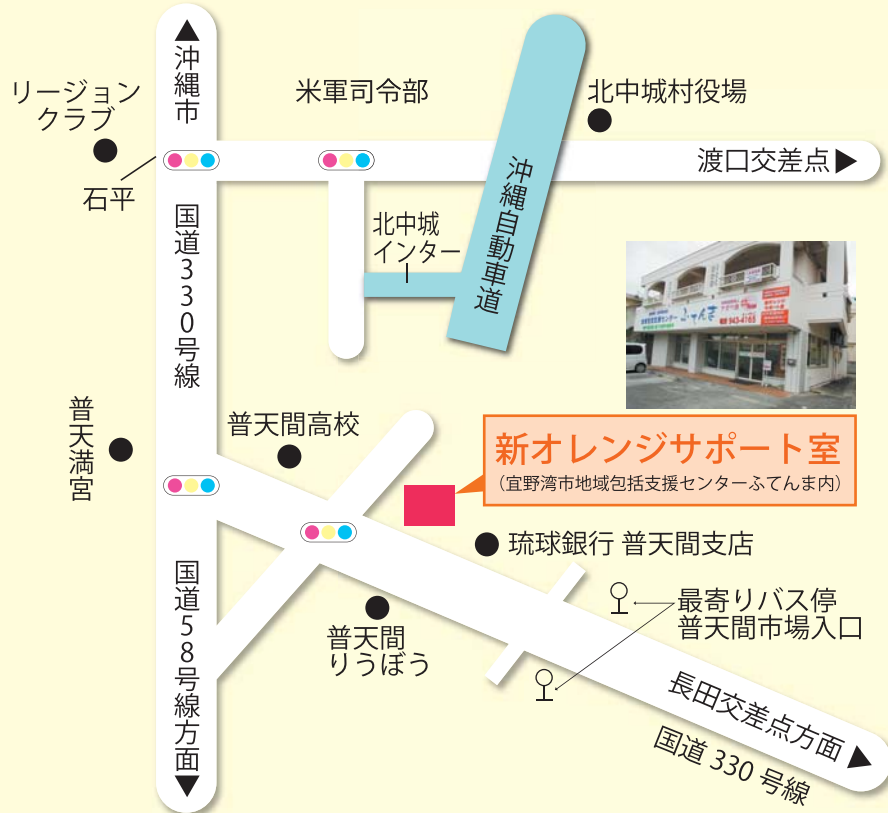 沖縄市
リージョン
クラブ
米軍司令部
北中城村役場
石平
渡口交差点
沖縄自動車道
国道330号線
北中城
インター
ふてんま
943-4765
普天満宮
普天間高校
新オレンジサポート室
(宜野湾市地域包括支援センターふてんま内)
琉球銀行 普天間支店
国道58号線方面
最寄りバス停
普天間市場入口
普天間
りうぼう
長田交差点方面
国道 330 号線